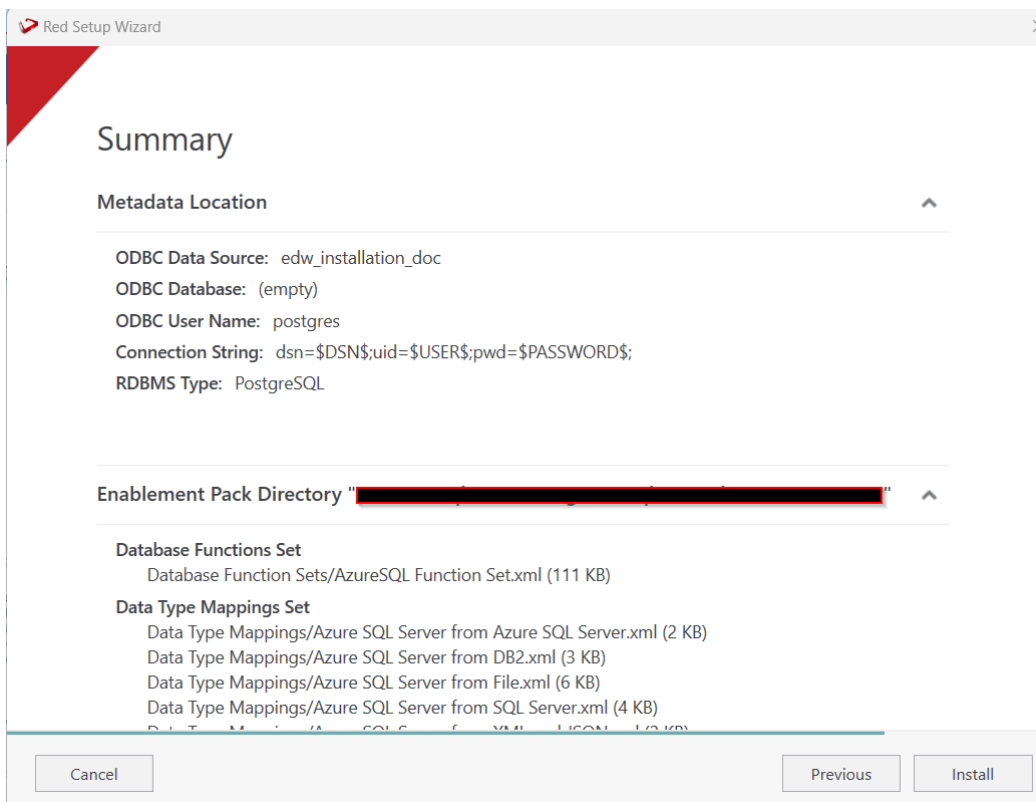 Red Setup Wizard
Summary
Metadata Location
ODBC Data Source: edw_installation_doc
ODBC Database: (empty)
ODBC User Name: postgres
Connection String: dsn=$DSN$;uid=$USER$;pwd=$PASSWORD$;
RDBMS Type: PostgreSQL
Enablement Pack Directory " "
Database Functions Set
Database Function Sets/AzureSQL Function Set.xml (111 KB)
Data Type Mappings Set
Data Type Mappings/Azure SQL Server from Azure SQL Server.xml (2 KB)
Data Type Mappings/Azure SQL Server from DB2.xml (3 KB)
Data Type Mappings/Azure SQL Server from File.xml (6 KB)
Data Type Mappings/Azure SQL Server from SQL Server.xml (4 KB)
Cancel
Previous
Install